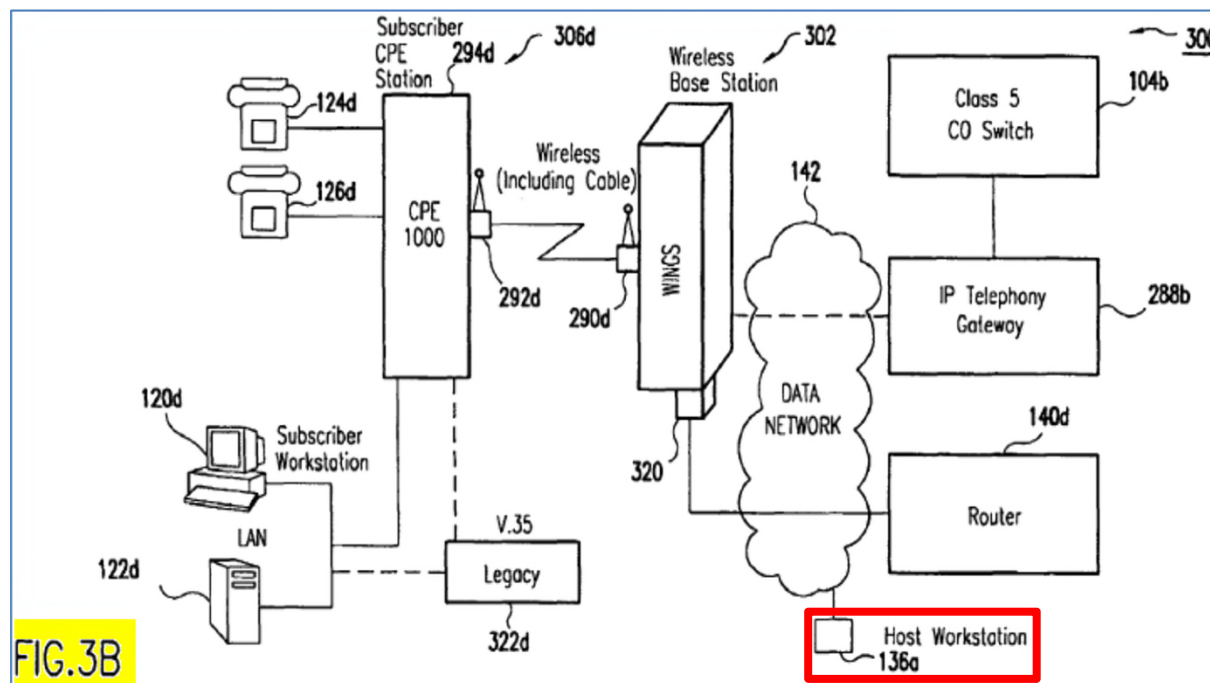 Subscriber
CPE
Station
294d
306d
302
300
Wireless
Base Station
124d
126d
CPE
1000
Wireless
(Including Cable)
292d
290d
WINGS
142
Class 5
CO Switch
104b
IP Telephony
Gateway
288b
DATA
NETWORK
320
140d
Router
120d
Subscriber
Workstation
LAN
122d
V.35
Legacy
322d
Host Workstation
136a
FIG.3B